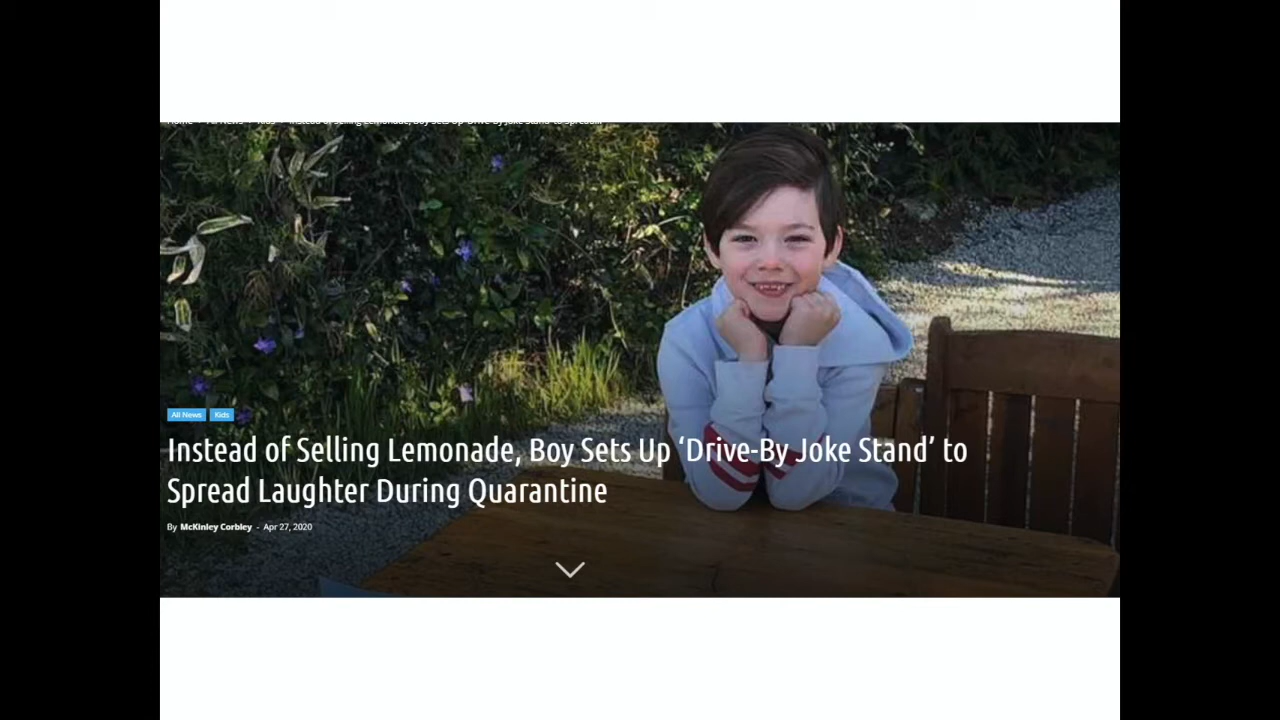 All News Kids
Instead of Selling Lemonade, Boy Sets Up ‘Drive-By Joke Stand’ to
Spread Laughter During Quarantine
By McKinley Corbley - Apr 27, 2020